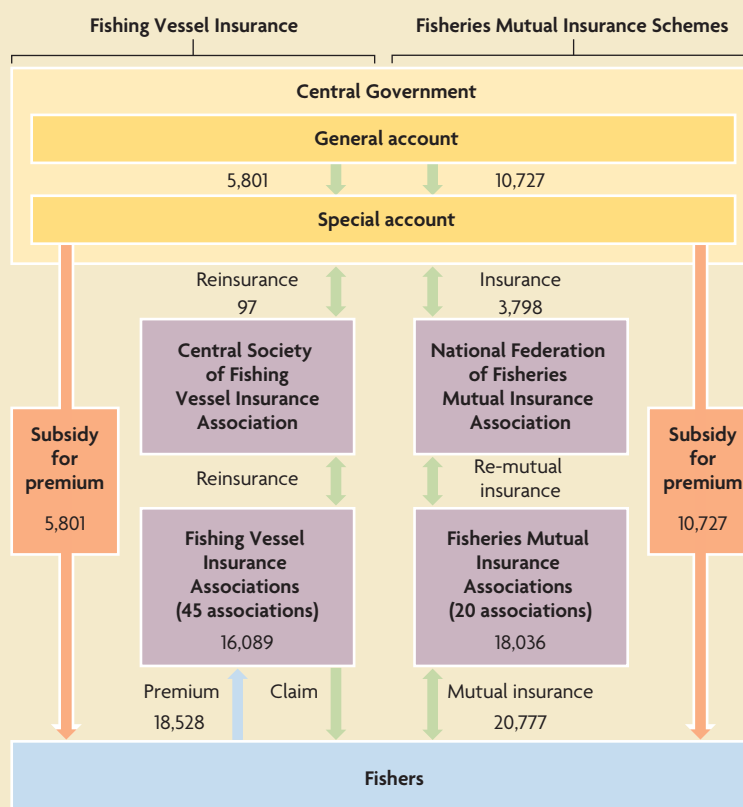 Fishing Vessel Insurance
Fisheries Mutual Insurance Schemes
Central Government
General account
5,801
10,727
Special account
Reinsurance
97
Insurance
3,798
Central Society
of Fishing
Vessel Insurance
Association
National Federation
of Fisheries
Mutual Insurance
Association
Subsidy
for
premium
5,801
Reinsurance
Re-mutual
insurance
Subsidy
for
premium
10,727
Fishing Vessel
Insurance
Associations
(45 associations)
16,089
Fisheries Mutual
Insurance
Associations
(20 associations)
18,036
Premium
18,528
Claim
Mutual insurance
20,777
Fishers